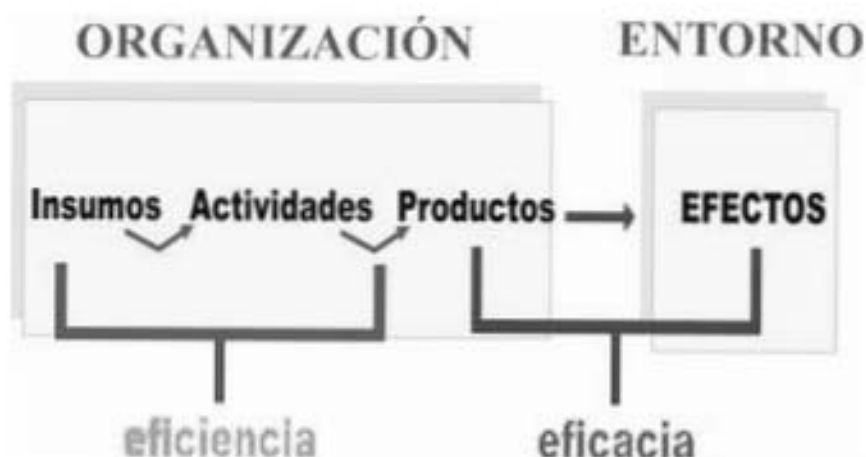 ORGANIZACIÓN ENTORNO
Insumos Actividades Productos EFECTOS
eficiencia eficacia